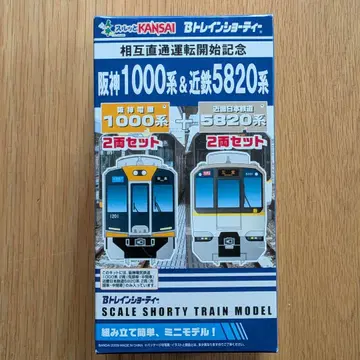 スルッとKANSAI Bトレインショーティー
相互直通運転開始記念
阪神1000系&近鉄5820系
阪神電車 近畿日本鉄道
1000系+5820系
2両セット 2両セット
1251
Bトレインショーティー
SCALE SHORTY TRAIN MODEL
組み立て簡単、ミニモデル!